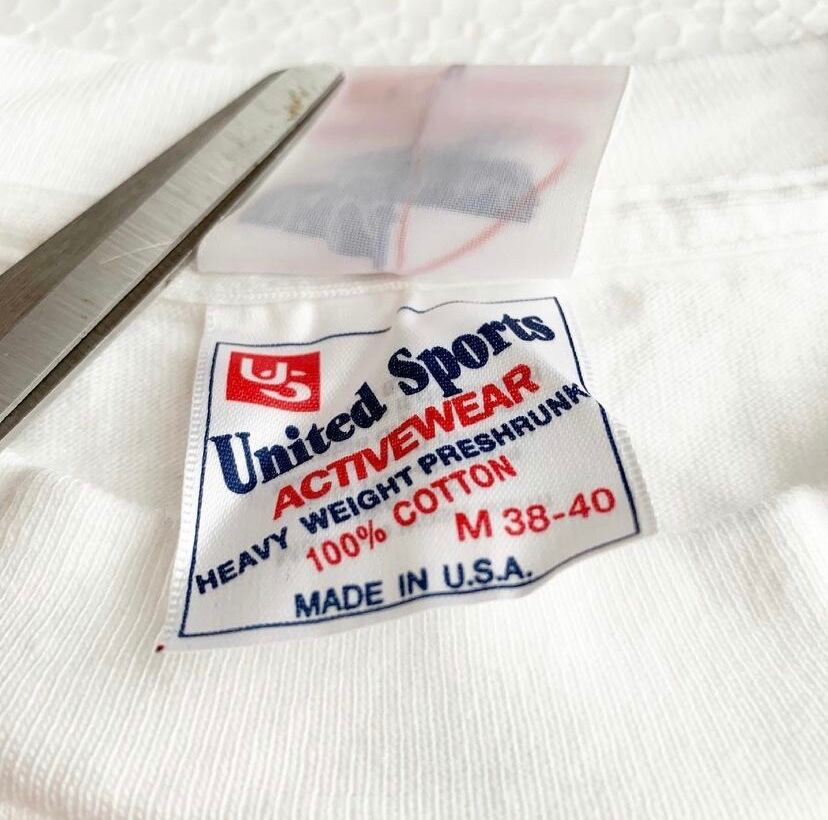 US
United Sports
ACTIVEWEAR
HEAVY WEIGHT PRESHRUNK
100% COTTON
M 38-40
MADE IN U.S.A.